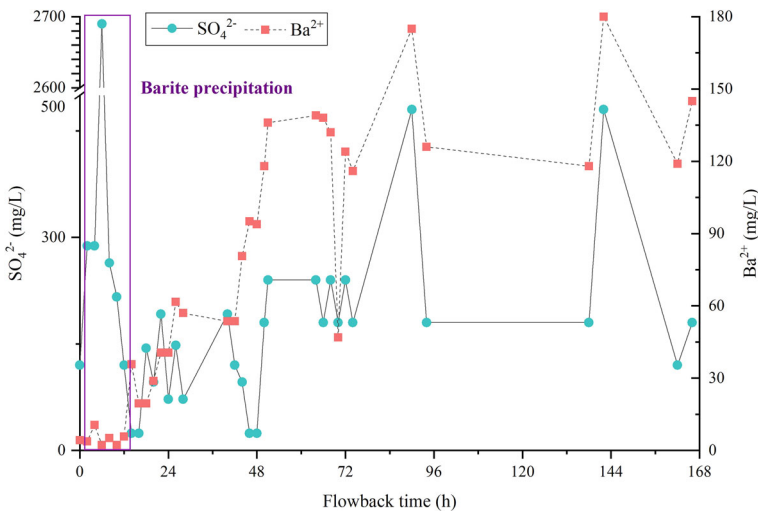 2700
2600
500
300
0
SO₄²⁻ (mg/L)
SO₄²⁻ Ba²⁺
Barite precipitation
180
150
120
90
60
30
0
Ba²⁺ (mg/L)
0 24 48 72 96 120 144 168
Flowback time (h)